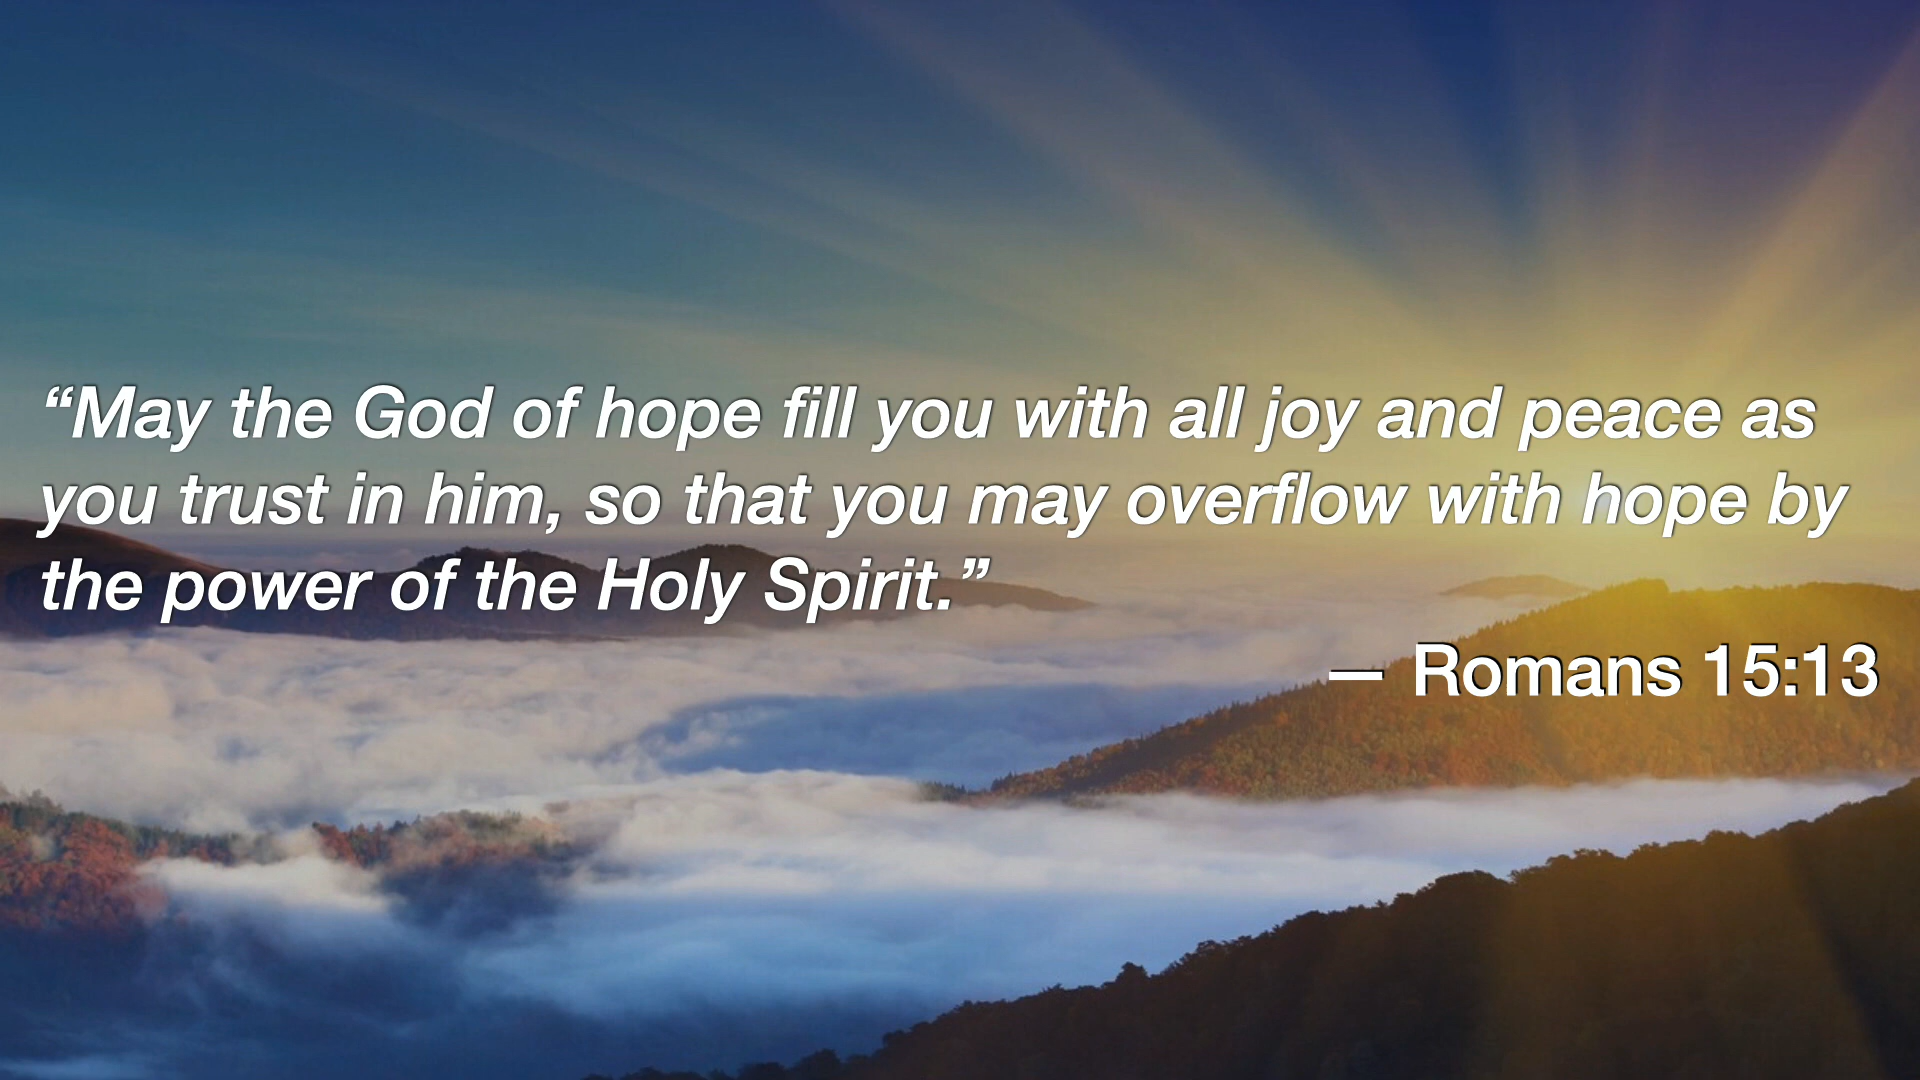 “May the God of hope fill you with all joy and peace as
you trust in him, so that you may overflow with hope by
the power of the Holy Spirit.”
— Romans 15:13